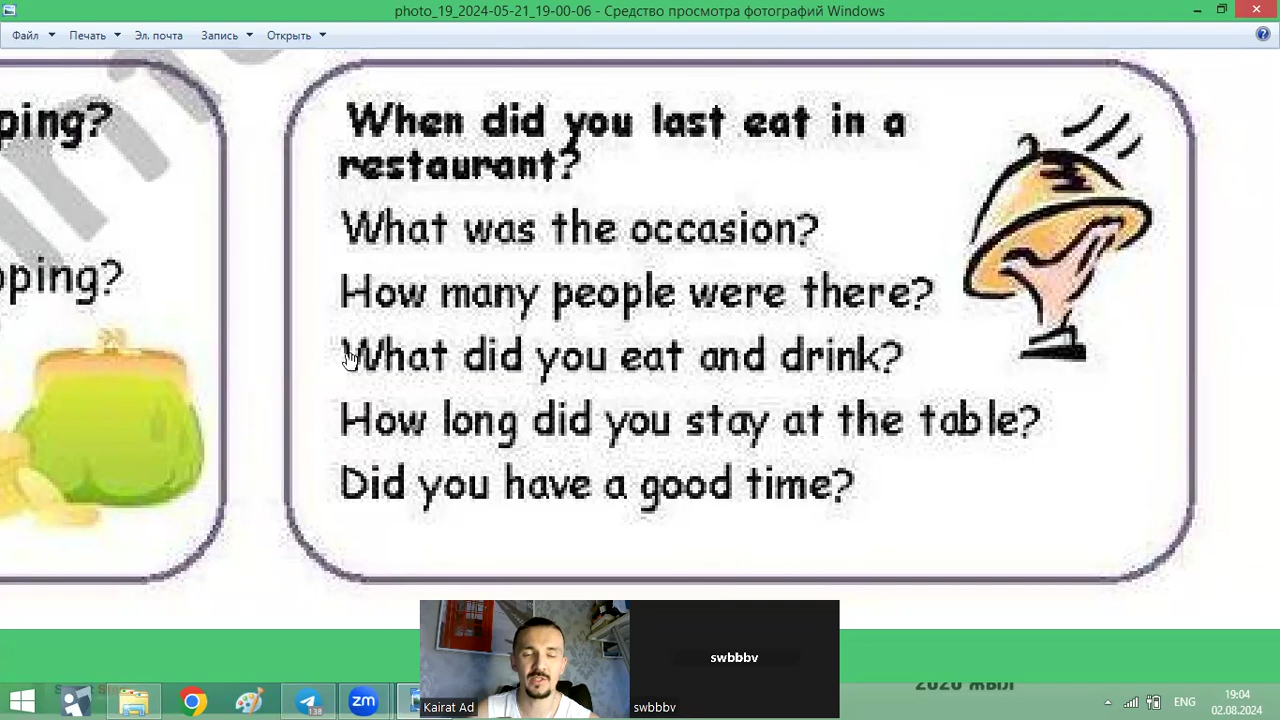 photo_19_2024-05-21_19-00-06 - Средство просмотра фотографий Windows
Файл Печать Эл. почта Запись Открыть
ping?
pping?
When did you last eat in a
restaurant?
What was the occasion?
How many people were there?
What did you eat and drink?
How long did you stay at the table?
Did you have a good time?
swbbbv
Kairat Ad
swbbbv
138
zm
ENG
19:04
02.08.2024